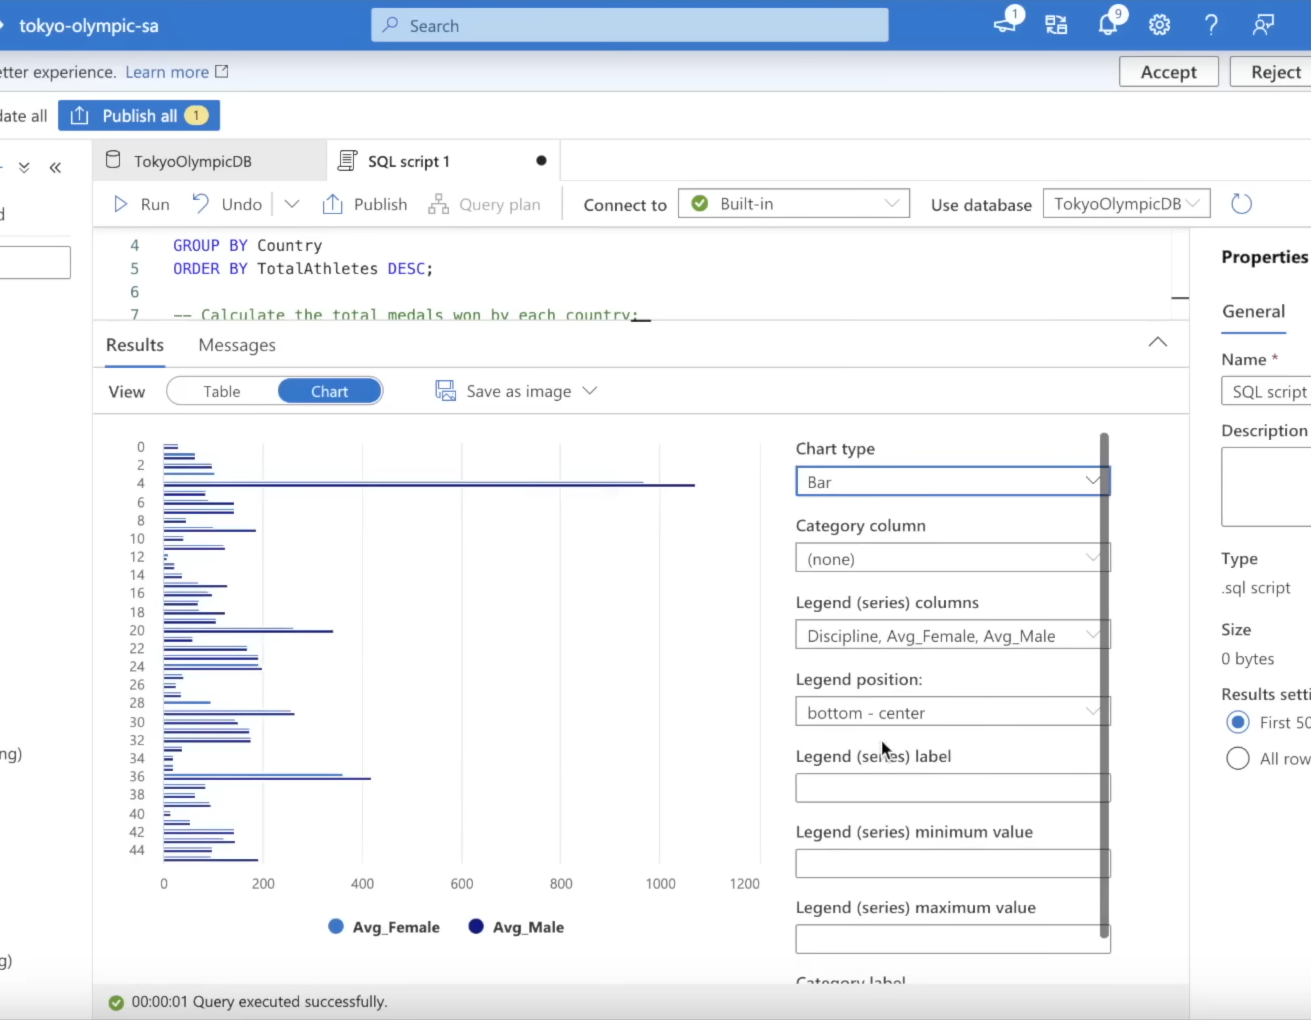 tokyo-olympic-sa
Search
1
9
etter experience. Learn more
Accept
Reject
date all
Publish all 1
TokyoOlympicDB
SQL script 1
Run
Undo
Publish
Query plan
Connect to
Built-in
Use database
TokyoOlympicDB
4 GROUP BY Country
5 ORDER BY TotalAthletes DESC;
6
7 -- Calculate the total medals won by each country:
Results
Messages
View
Table
Chart
Save as image
0
2
4
6
8
10
12
14
16
18
20
22
24
26
28
30
32
34
36
38
40
42
44
0
200
400
600
800
1000
1200
Avg_Female
Avg_Male
Chart type
Bar
Category column
(none)
Legend (series) columns
Discipline, Avg_Female, Avg_Male
Legend position:
bottom - center
Legend (series) label
Legend (series) minimum value
Legend (series) maximum value
Category label
Properties
General
Name *
SQL script
Description
Type
.sql script
Size
0 bytes
Results setti
First 50
All row
ng)
g)
00:00:01 Query executed successfully.